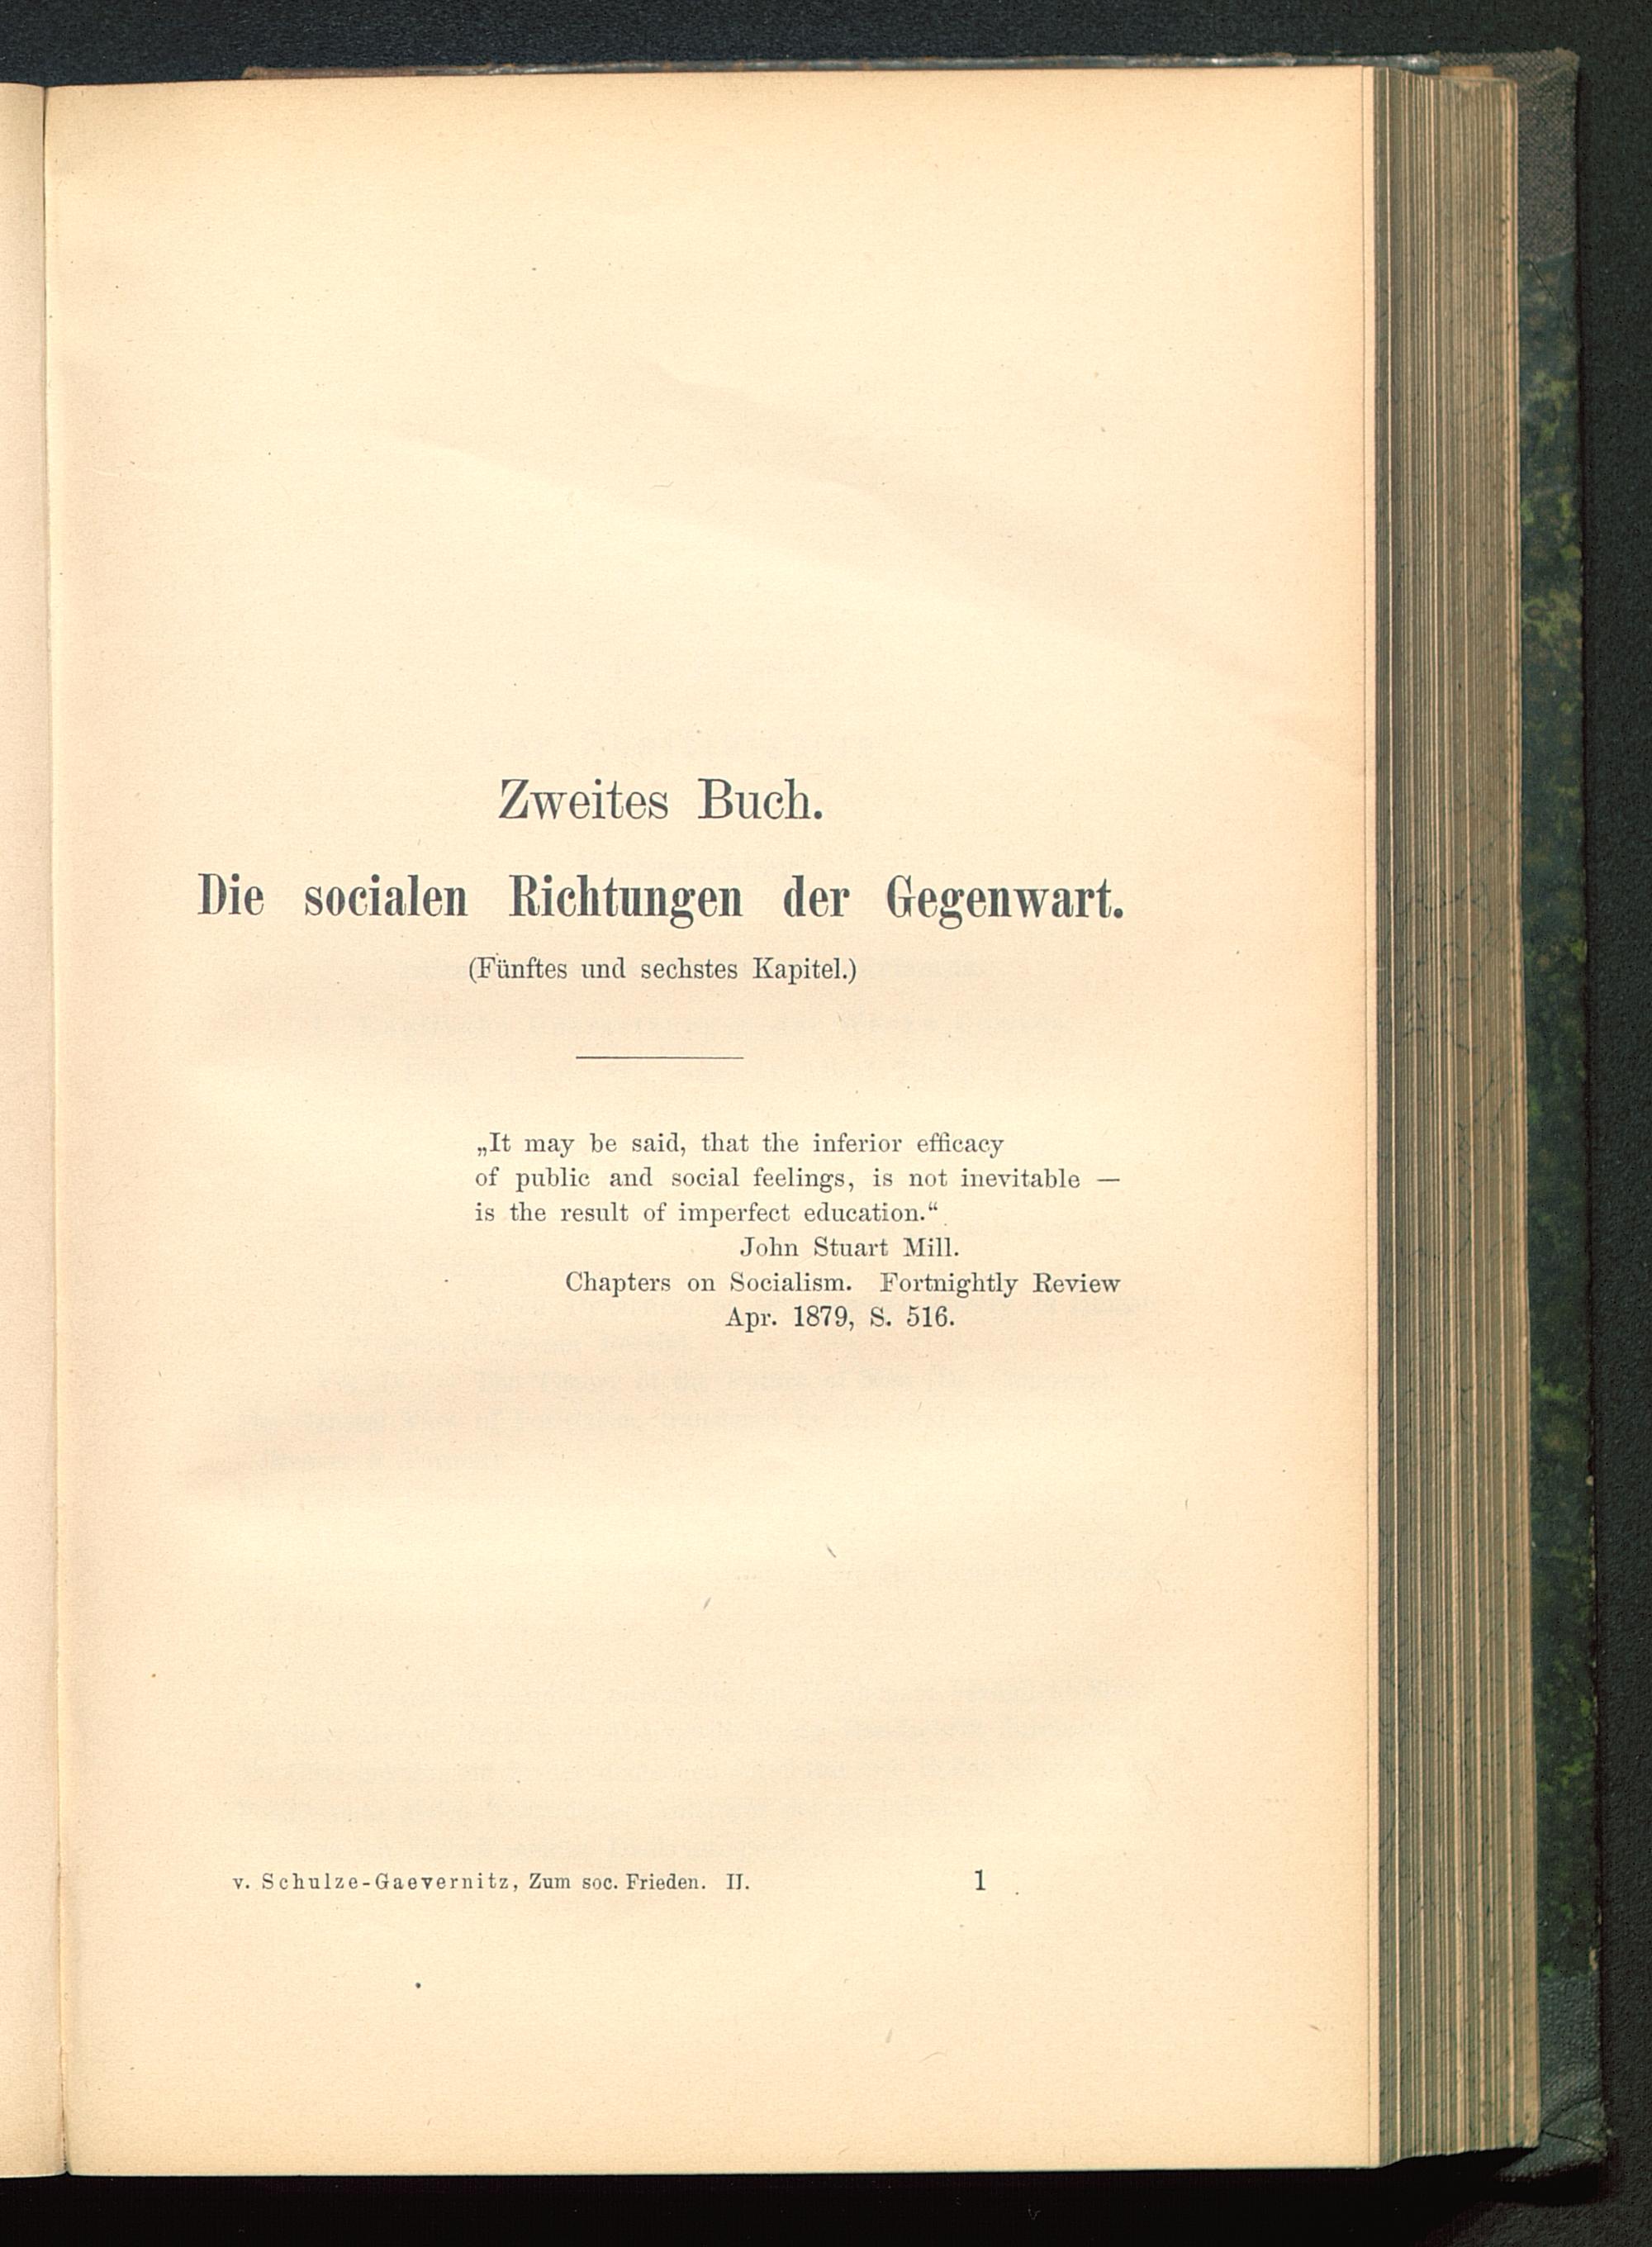 Zweites Buch.
Die socialen Richtungen der Gegenwart.
(Fünftes und sechstes Kapitel.)
„It may be said, that the inferior efficacy
of public and social feelings, is not inevitable —
is the result of imperfect education.“
John Stuart Mill.
Chapters on Socialism. Fortnightly Review
Apr. 1879, S. 516.
v. Schulze-Gaevernitz, Zum soc. Frieden. II. 1